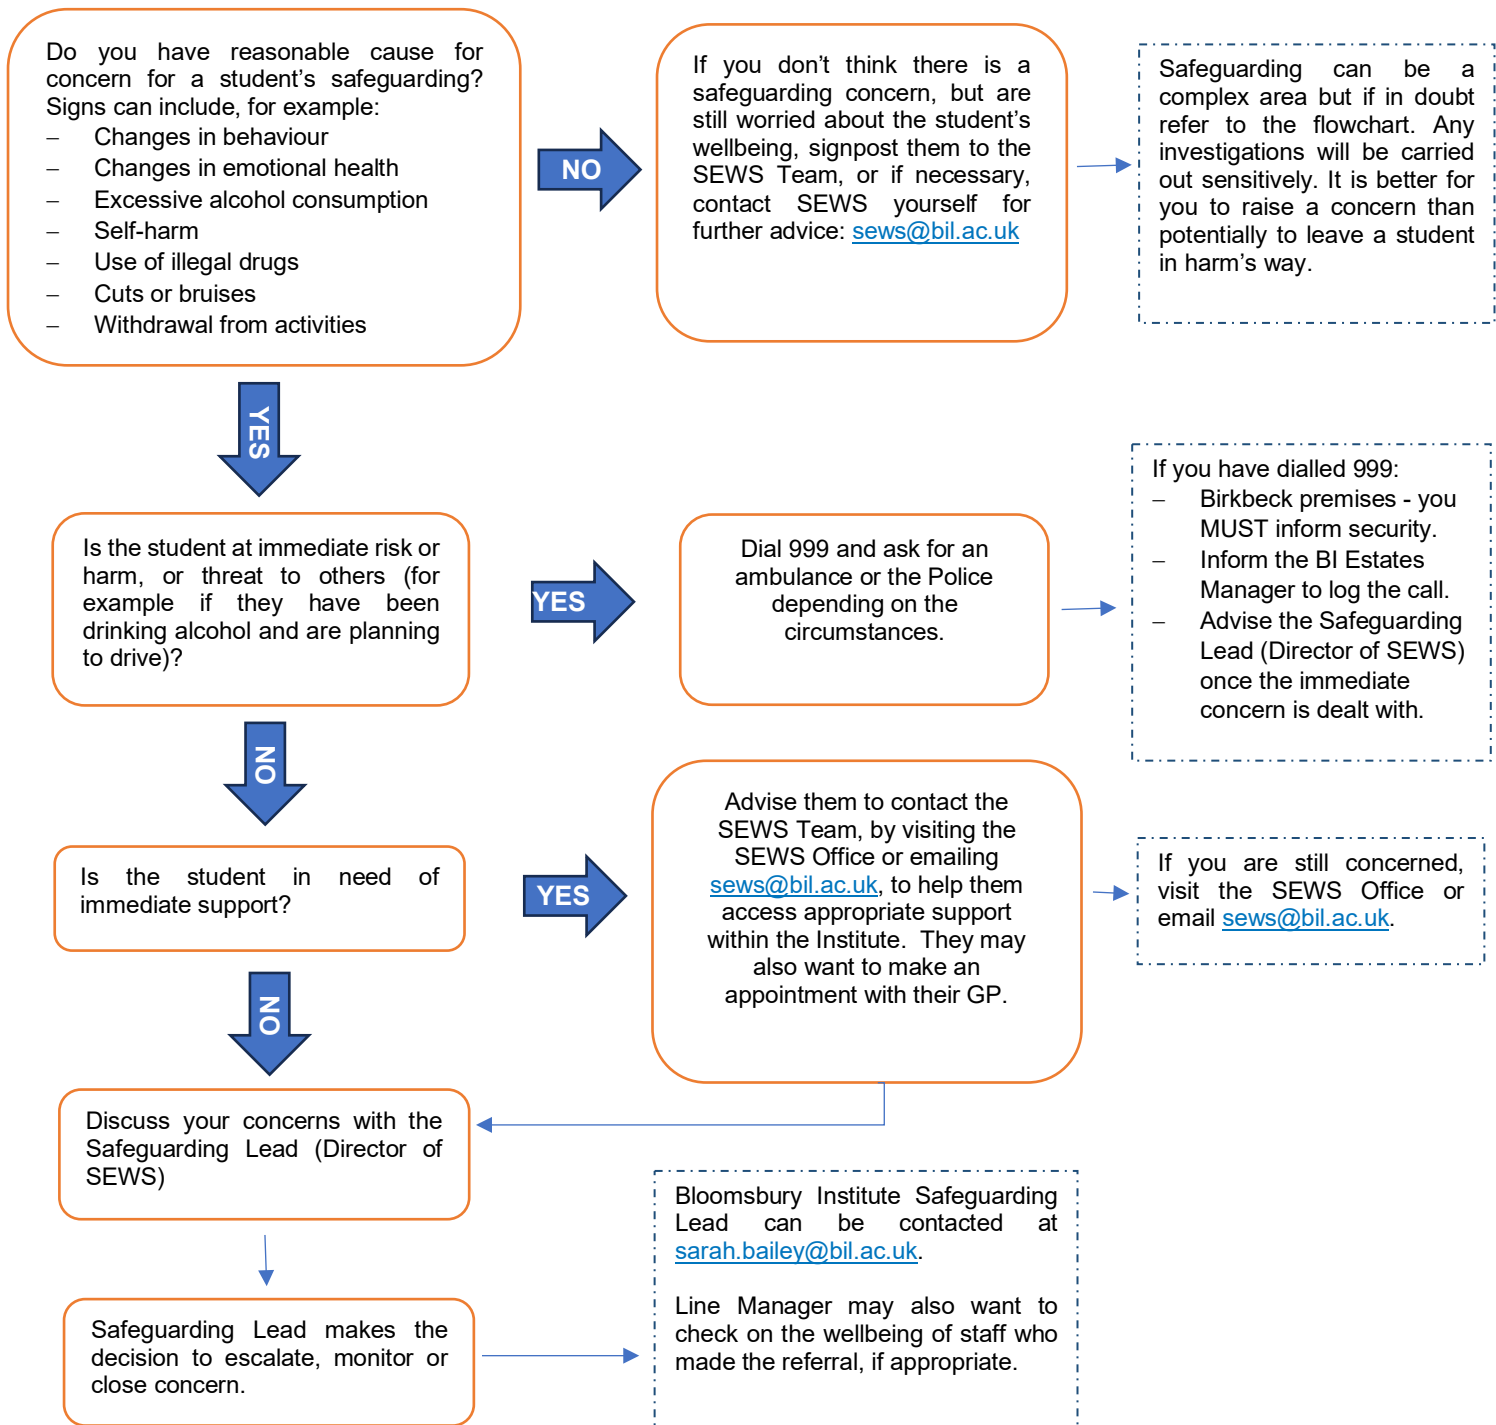 Do you have reasonable cause for
concern for a student’s safeguarding?
Signs can include, for example:
– Changes in behaviour
– Changes in emotional health
– Excessive alcohol consumption
– Self-harm
– Use of illegal drugs
– Cuts or bruises
– Withdrawal from activities
NO
If you don’t think there is a
safeguarding concern, but are
still worried about the student’s
wellbeing, signpost them to the
SEWS Team, or if necessary,
contact SEWS yourself for
further advice: sews@bil.ac.uk
Safeguarding can be a
complex area but if in doubt
refer to the flowchart. Any
investigations will be carried
out sensitively. It is better for
you to raise a concern than
potentially to leave a student
in harm’s way.
YES
Is the student at immediate risk or
harm, or threat to others (for
example if they have been
drinking alcohol and are planning
to drive)?
YES
Dial 999 and ask for an
ambulance or the Police
depending on the
circumstances.
If you have dialled 999:
– Birkbeck premises - you
MUST inform security.
– Inform the BI Estates
Manager to log the call.
– Advise the Safeguarding
Lead (Director of SEWS)
once the immediate
concern is dealt with.
NO
Is the student in need of
immediate support?
YES
Advise them to contact the
SEWS Team, by visiting the
SEWS Office or emailing
sews@bil.ac.uk, to help them
access appropriate support
within the Institute. They may
also want to make an
appointment with their GP.
If you are still concerned,
visit the SEWS Office or
email sews@bil.ac.uk.
NO
Discuss your concerns with the
Safeguarding Lead (Director of
SEWS)
Safeguarding Lead makes the
decision to escalate, monitor or
close concern.
Bloomsbury Institute Safeguarding
Lead can be contacted at
sarah.bailey@bil.ac.uk.
Line Manager may also want to
check on the wellbeing of staff who
made the referral, if appropriate.